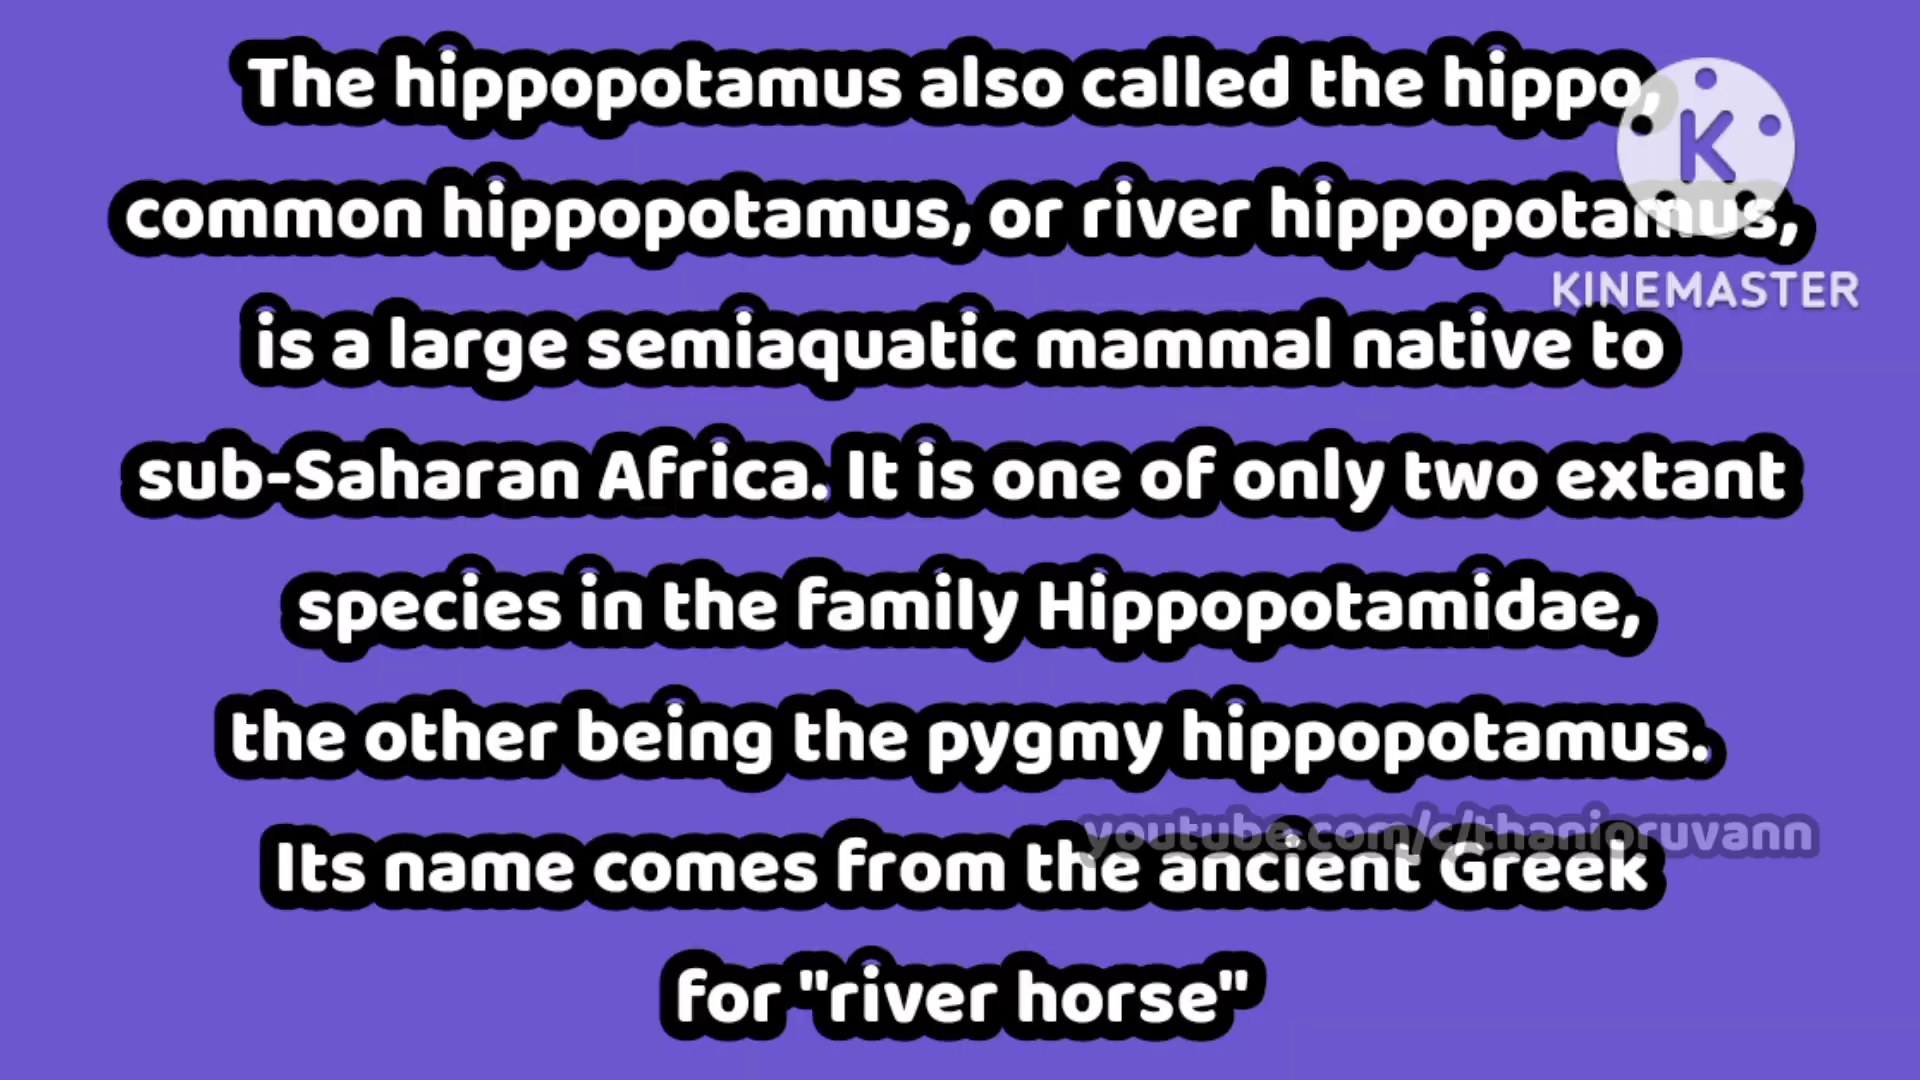 The hippopotamus also called the hippo,
common hippopotamus, or river hippopotamus,
KINEMASTER
is a large semiaquatic mammal native to
sub-Saharan Africa. It is one of only two extant
species in the family Hippopotamidae,
the other being the pygmy hippopotamus.
youtube.com/c/thanioruvann
Its name comes from the ancient Greek
for "river horse"